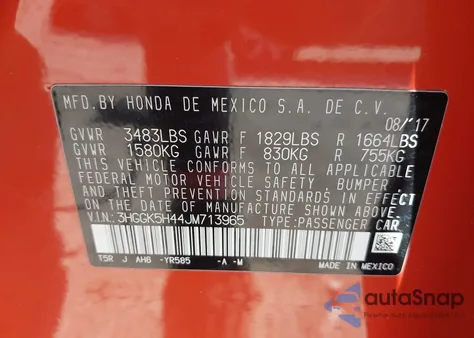 MFD.BY HONDA DE MEXICO S.A. DE C.V.
08/'17
GVWR 3483LBS GAWR F 1829LBS R 1664LBS
GVWR 1580KG GAWR F 830KG R 755KG
THIS VEHICLE CONFORMS TO ALL APPLICABLE
FEDERAL MOTOR VEHICLE SAFETY, BUMPER
AND THEFT PREVENTION STANDARDS IN EFFECT
ON THE DATE OF MANUFACTURE SHOWN ABOVE.
V.I.N: 3HGGK5H44JM713965 TYPE:PASSENGER CAR
T5R J AH6 -YR585 -A -M
MADE IN MEXICO
autoSnap